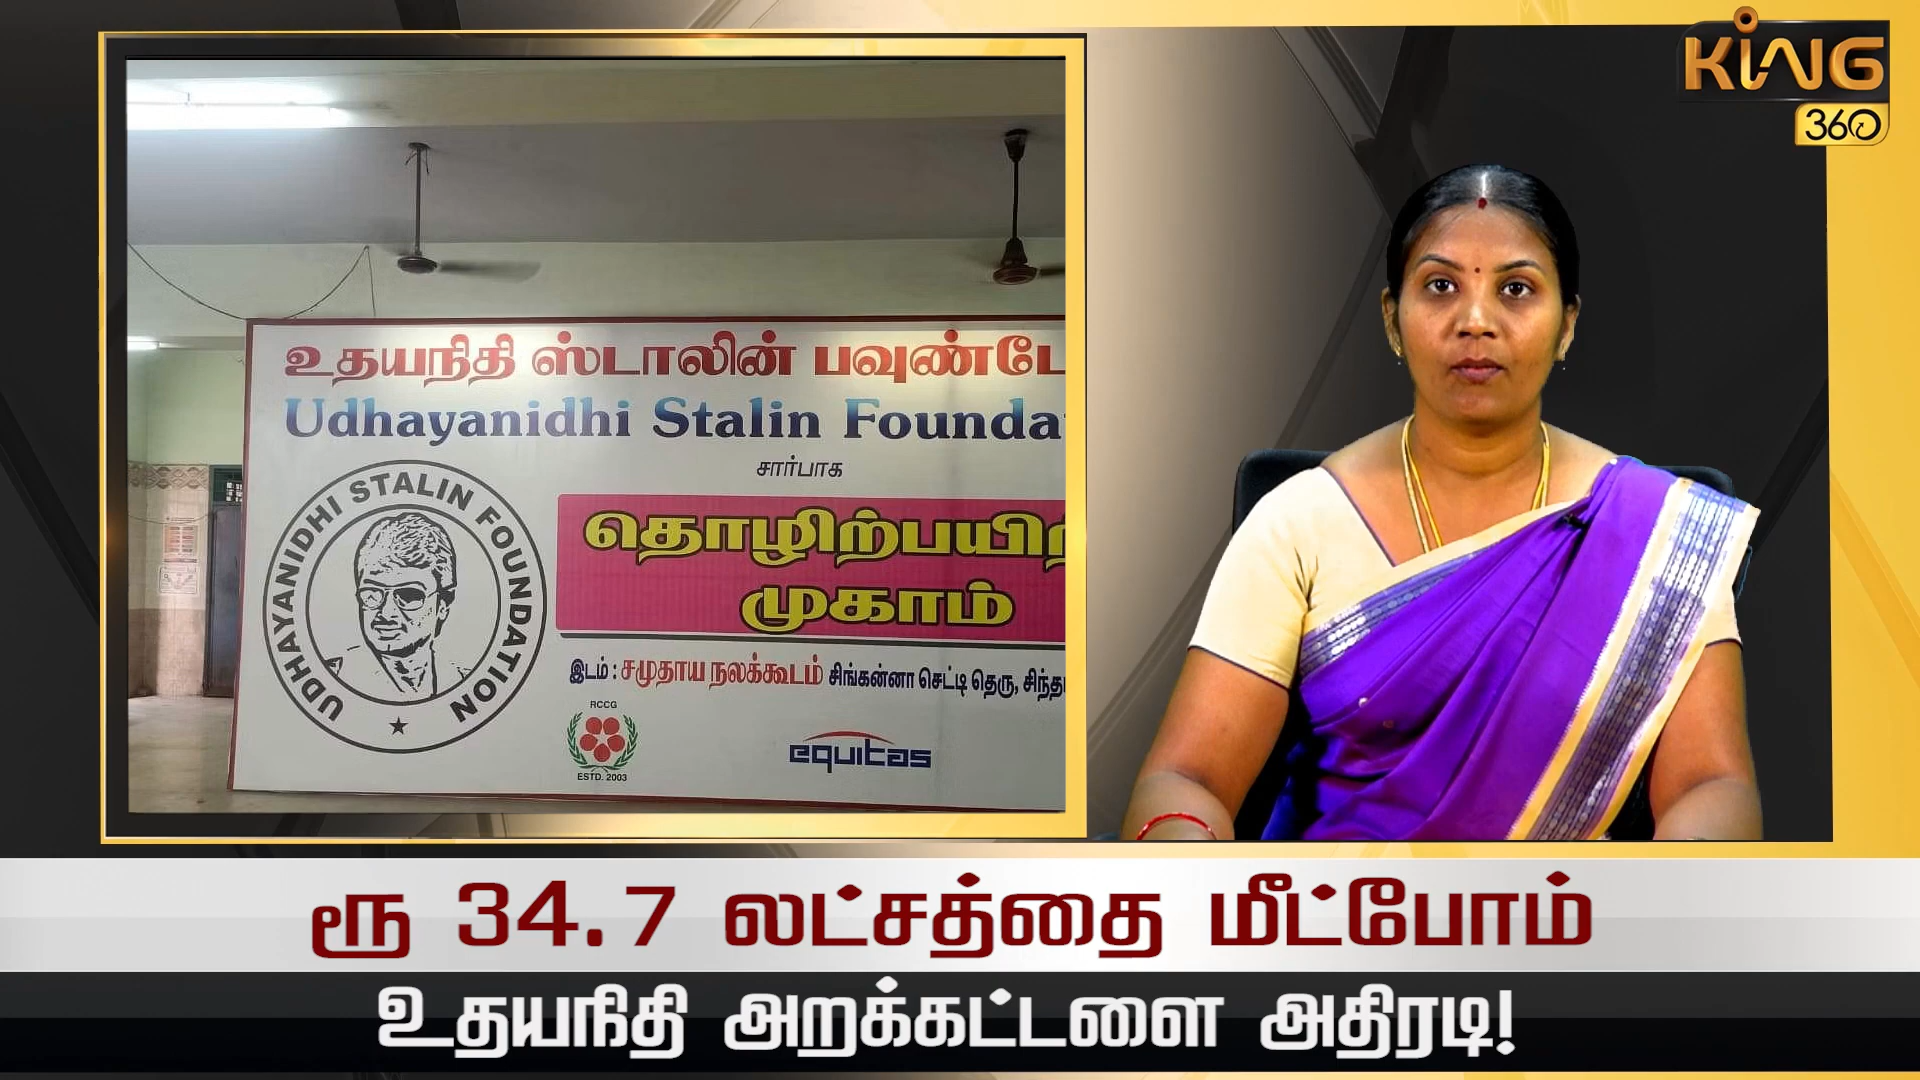 KING
360
உதயநிதி ஸ்டாலின் பவுண்டே
Udhayanidhi Stalin Founda
சார்பாக
UDHAYANIDHI STALIN FOUNDATION
தொழிற்பயிற்
முகாம்
இடம் : சமுதாய நலக்கூடம் சிங்கன்னா செட்டி தெரு, சிந்த
RCCG
ESTD. 2003
equitas
ரூ 34.7 லட்சத்தை மீட்போம்
உதயநிதி அறக்கட்டளை அதிரடி!